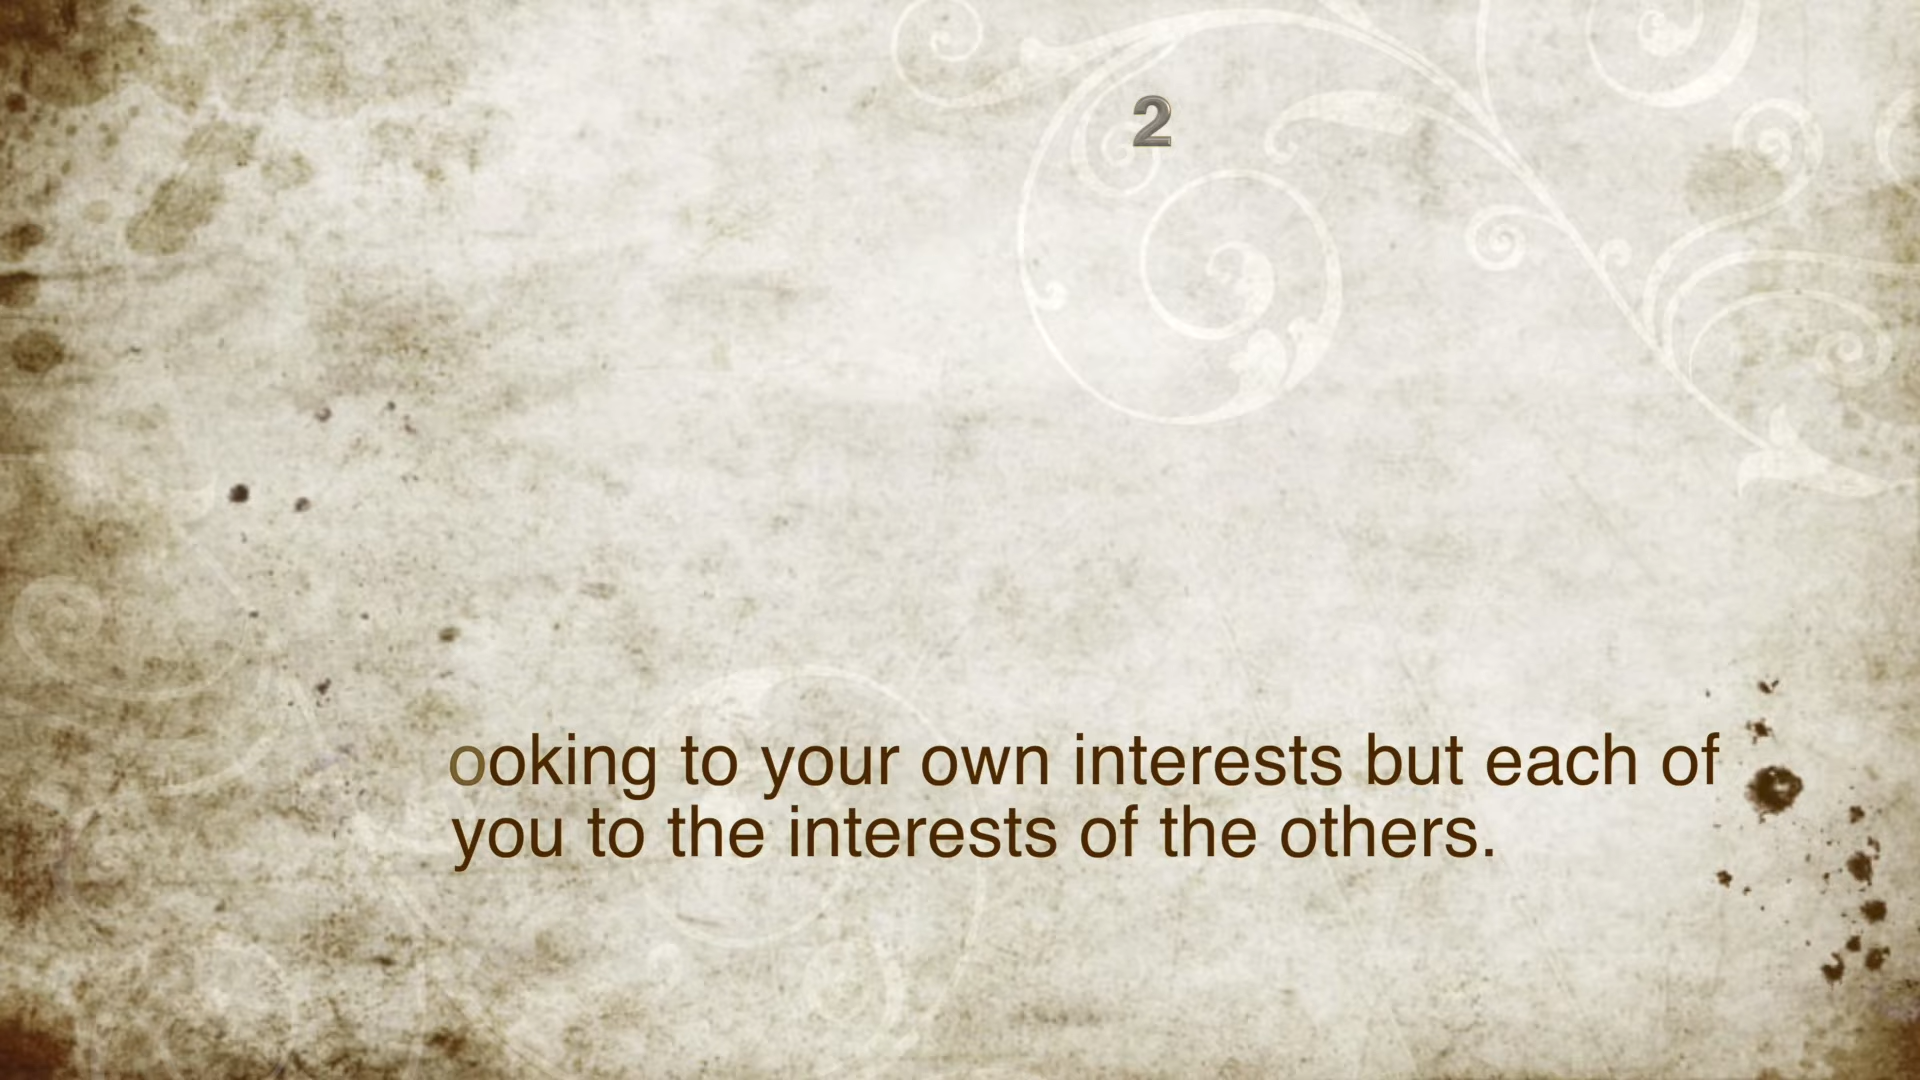 2
ooking to your own interests but each of
you to the interests of the others.